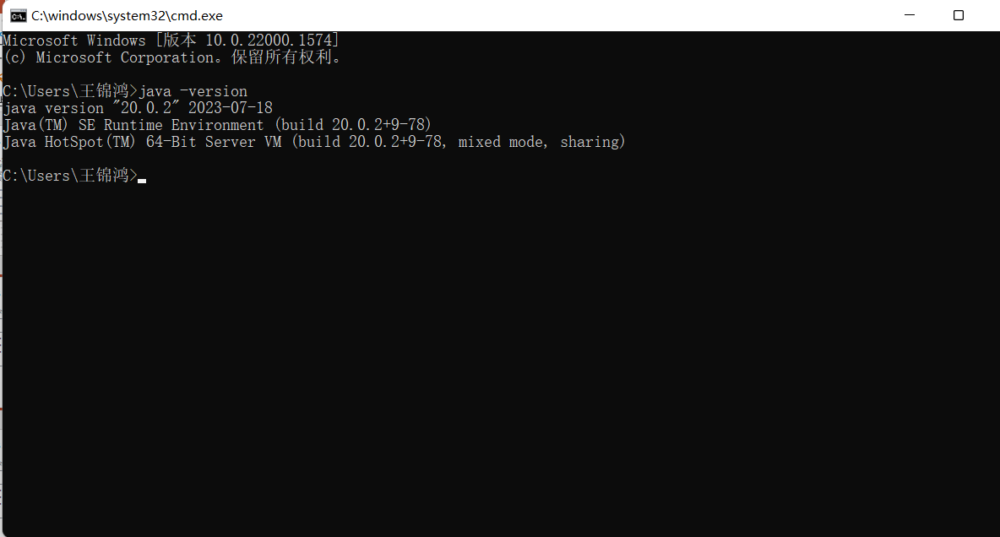 C:\windows\system32\cmd.exe
Microsoft Windows [版本 10.0.22000.1574]
(c) Microsoft Corporation。保留所有权利。
C:\Users\王锦鸿>java -version
java version "20.0.2" 2023-07-18
Java(TM) SE Runtime Environment (build 20.0.2+9-78)
Java HotSpot(TM) 64-Bit Server VM (build 20.0.2+9-78, mixed mode, sharing)
C:\Users\王锦鸿>